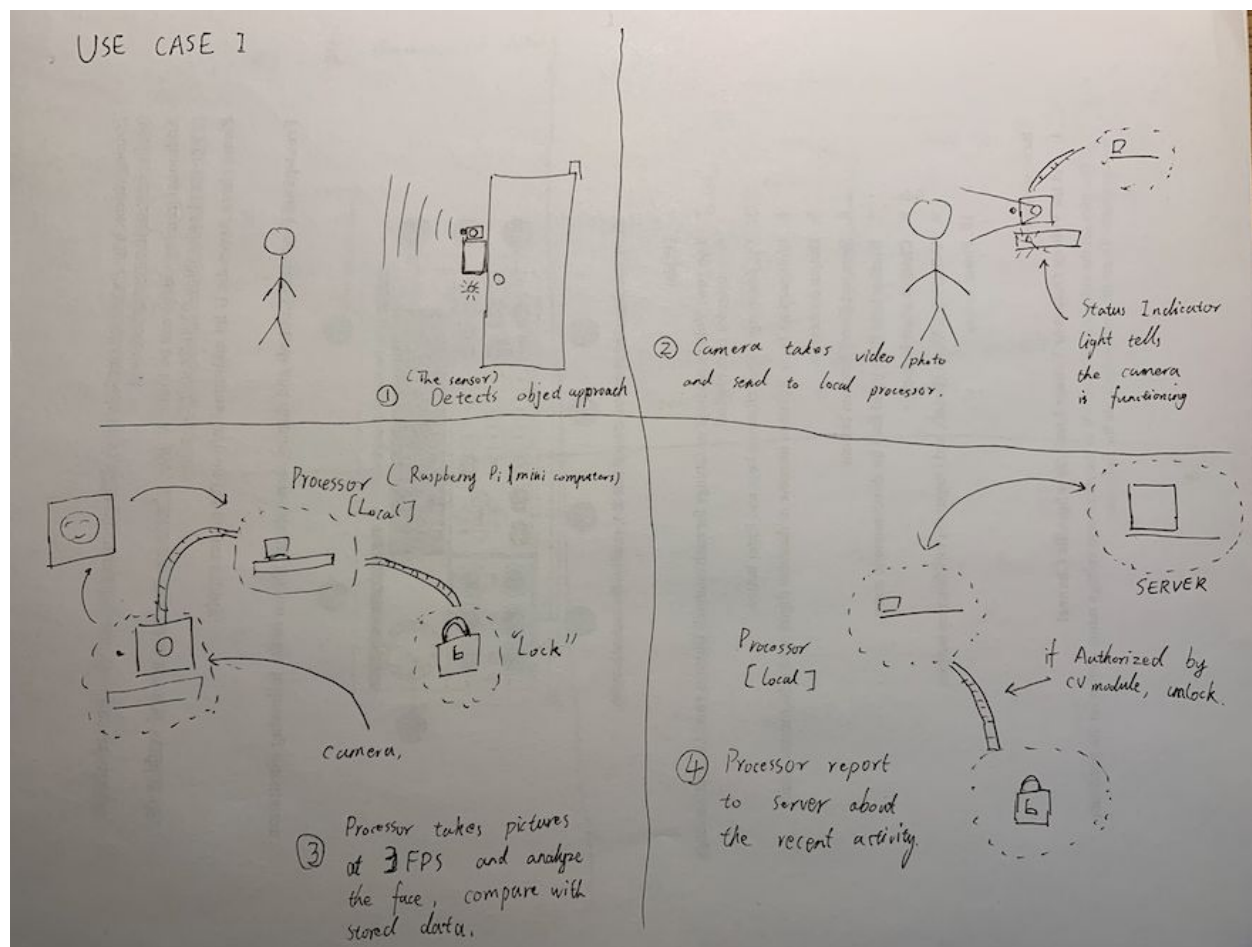 USE CASE 1
(The sensor)
① Detects objed approach
② Camera takes video/photo
and send to local processor.
Status Indicator
light tells
the camera
is functioning
Processor (Raspberry Pi / mini computers)
[Local]
"Lock"
Camera,
③ Processor takes pictures
at 3 FPS and analyze
the face, compare with
stored data.
SERVER
Processor
[Local]
if Authorized by
CV module, unlock.
④ Processor report
to server about
the recent activity.